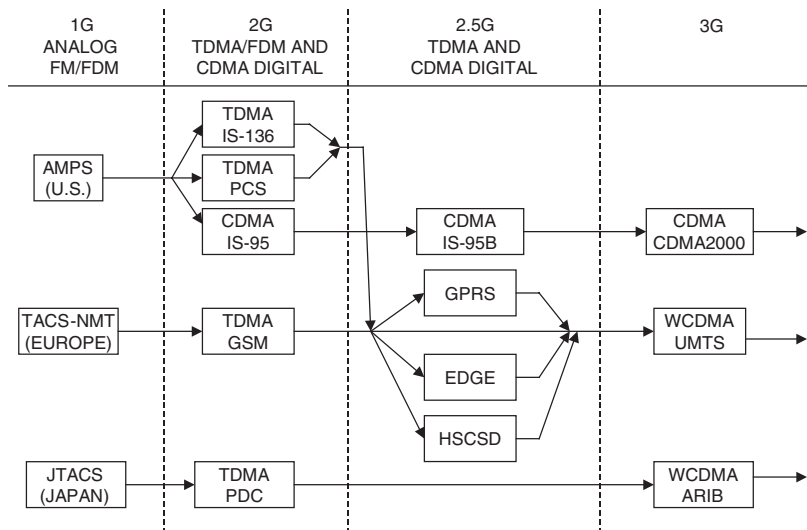 1G
ANALOG
FM/FDM
2G
TDMA/FDM AND
CDMA DIGITAL
2.5G
TDMA AND
CDMA DIGITAL
3G
AMPS
(U.S.)
TDMA
IS-136
TDMA
PCS
CDMA
IS-95
CDMA
IS-95B
CDMA
CDMA2000
TACS-NMT
(EUROPE)
TDMA
GSM
GPRS
EDGE
HSCSD
WCDMA
UMTS
JTACS
(JAPAN)
TDMA
PDC
WCDMA
ARIB